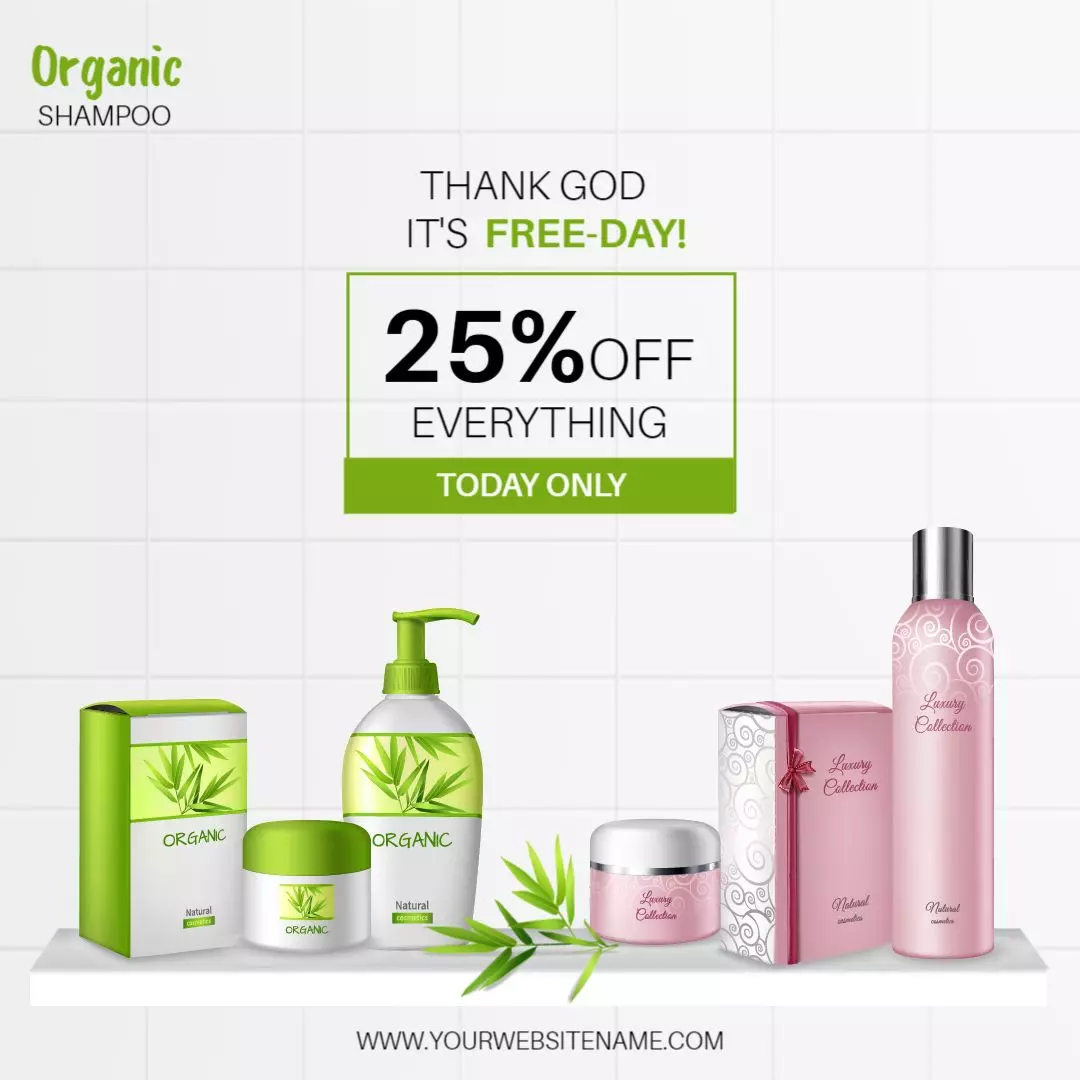 Organic
SHAMPOO
THANK GOD
IT'S FREE-DAY!
25% OFF
EVERYTHING
TODAY ONLY
ORGANIC
Natural
cosmetics
ORGANIC
ORGANIC
Natural
cosmetics
Luxury
Collection
Luxury
Collection
Natural
cosmetics
Luxury
Collection
Natural
cosmetics
WWW.YOURWEBSITENAME.COM